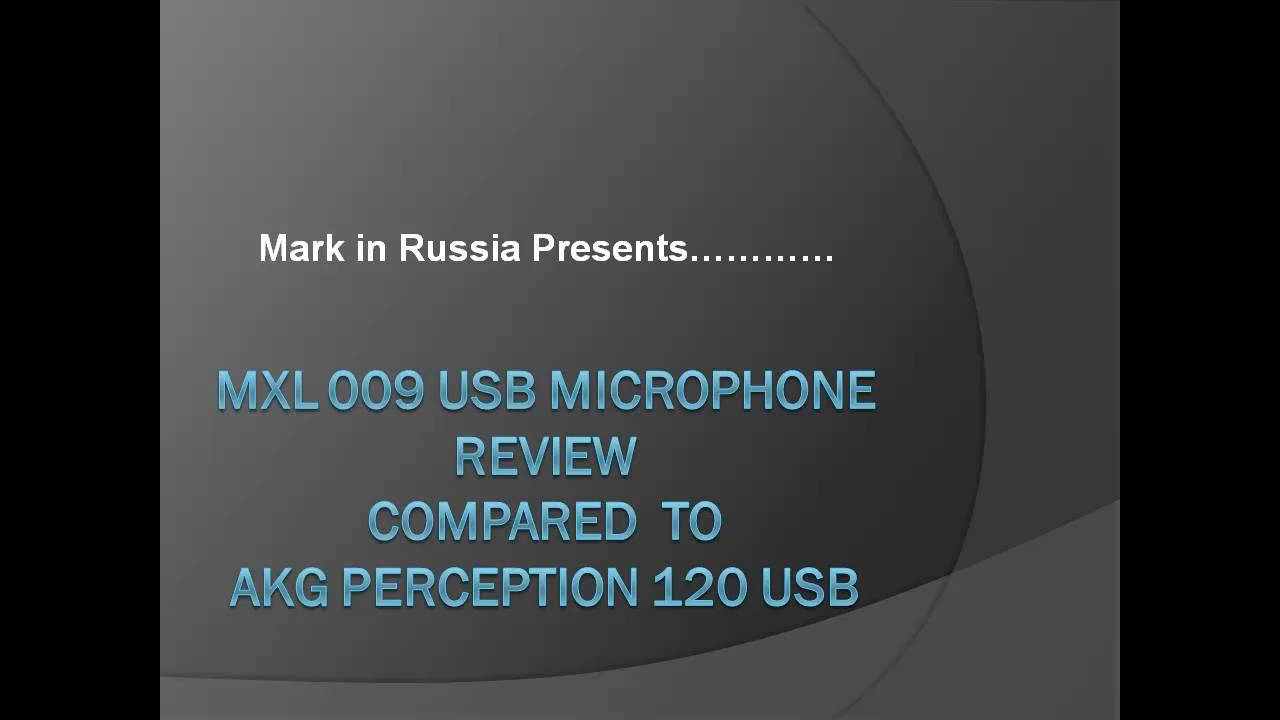 Mark in Russia Presents…………
MXL 009 USB MICROPHONE
REVIEW
COMPARED TO
AKG PERCEPTION 120 USB